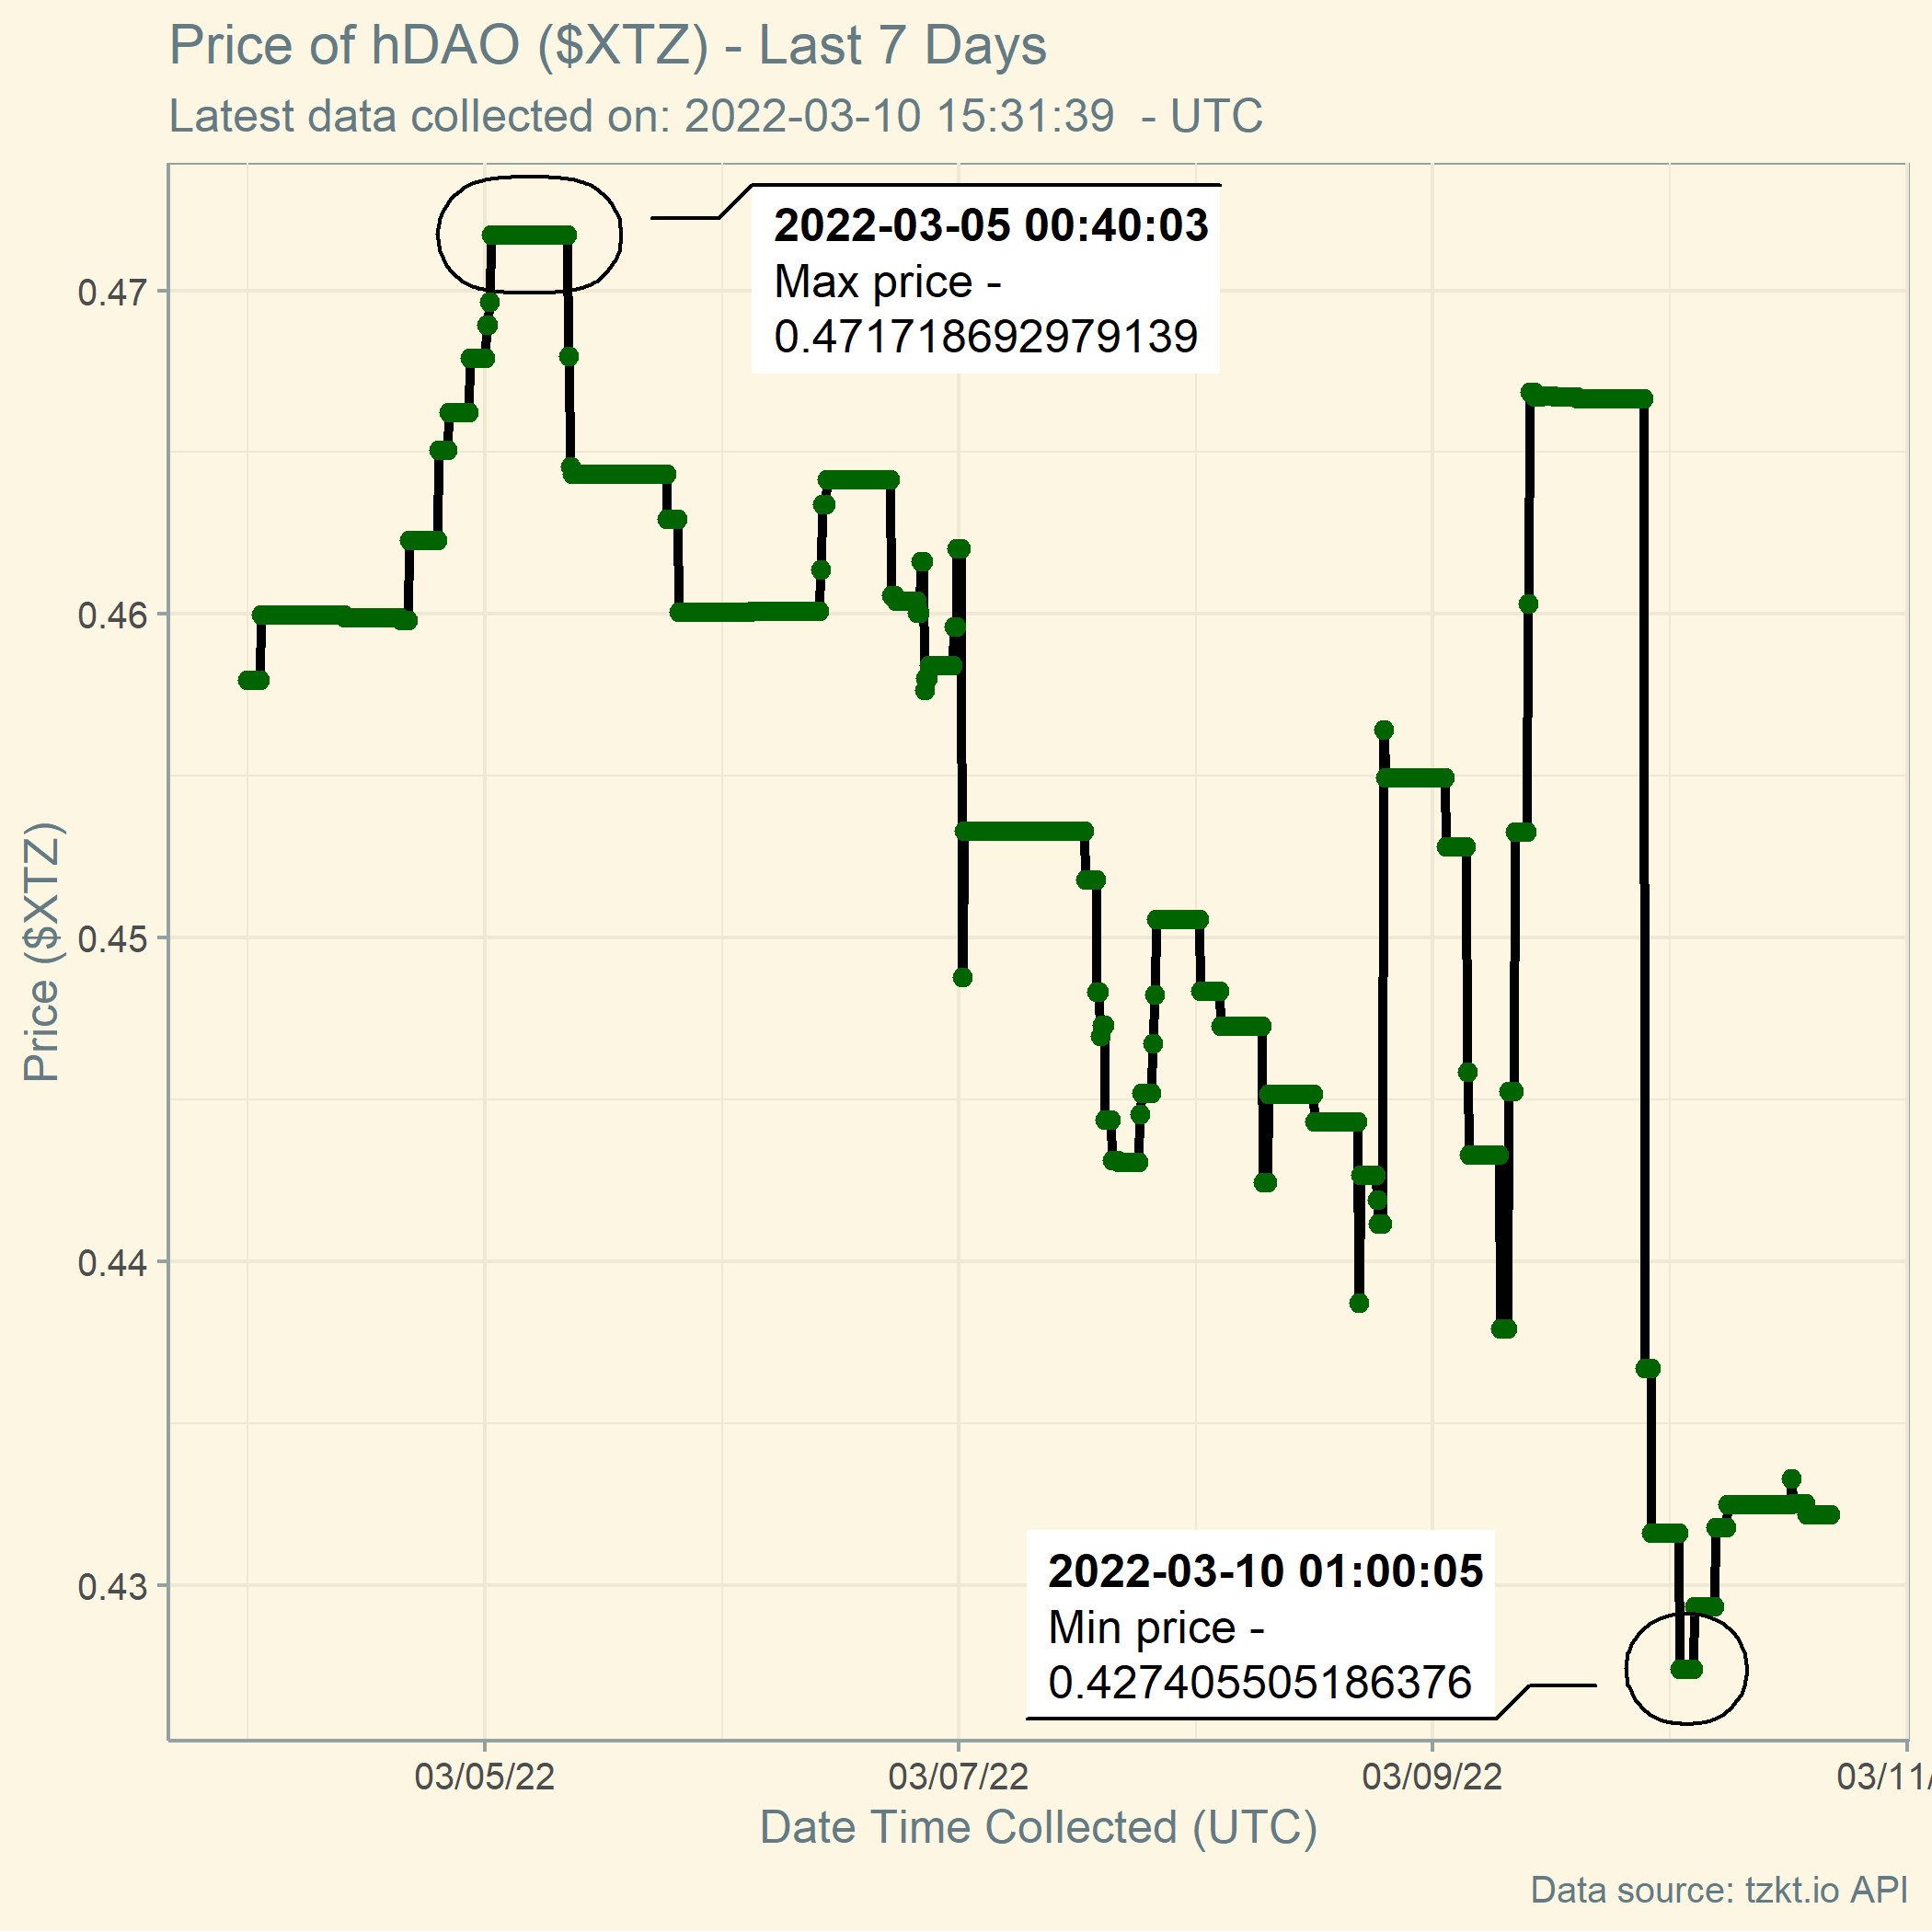 Price of hDAO ($XTZ) - Last 7 Days
Latest data collected on: 2022-03-10 15:31:39  - UTC
2022-03-05 00:40:03
Max price -
0.471718692979139
0.47
0.46
0.45
0.44
0.43
Price ($XTZ)
2022-03-10 01:00:05
Min price -
0.427405505186376
03/05/22
03/07/22
03/09/22
03/11/
Date Time Collected (UTC)
Data source: tzkt.io API